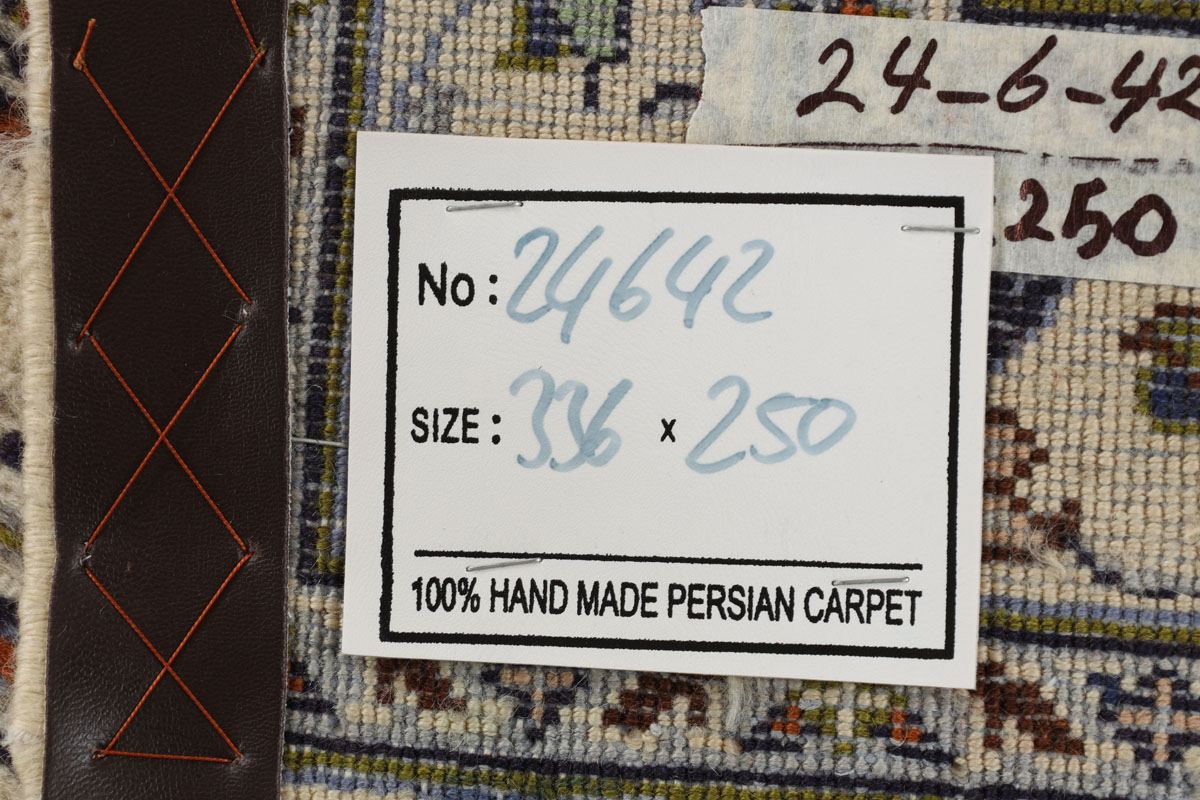 24-6-42
250
No: 24642
SIZE: 336 x 250
100% HAND MADE PERSIAN CARPET